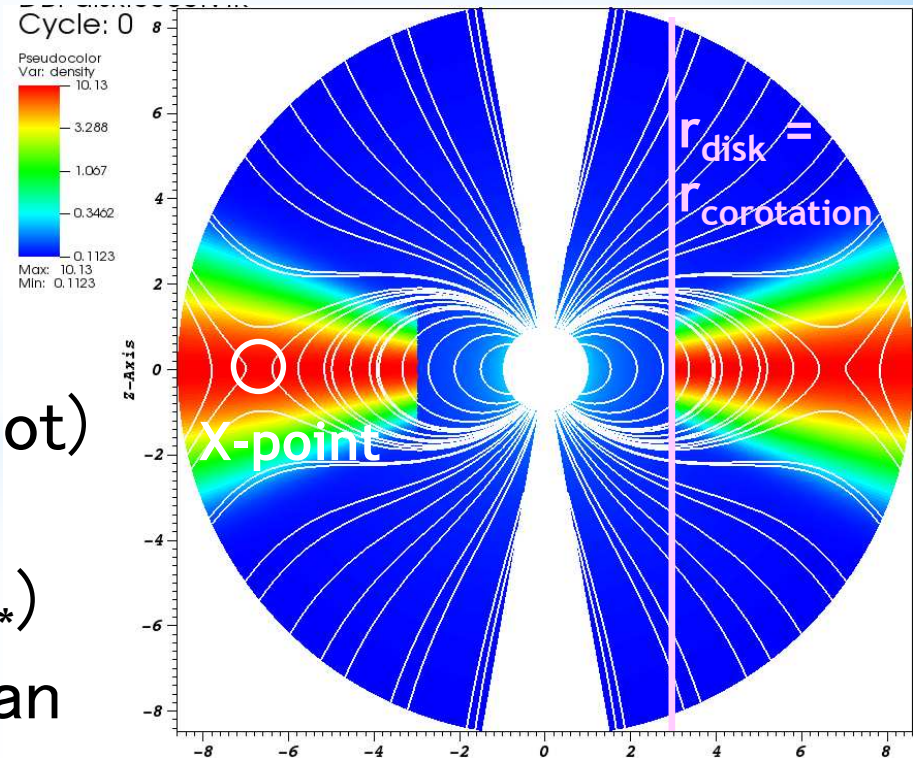 Cycle: 0
Pseudocolor
Var: density
10.13
3.288
1.067
0.3462
0.1123
Max: 10.13
Min: 0.1123
8
6
4
2
0
-2
-4
-6
-8
z-Axis
r_disk =
r_corotation
X-point
ot)
*)
an
-8 -6 -4 -2 0 2 4 6 8